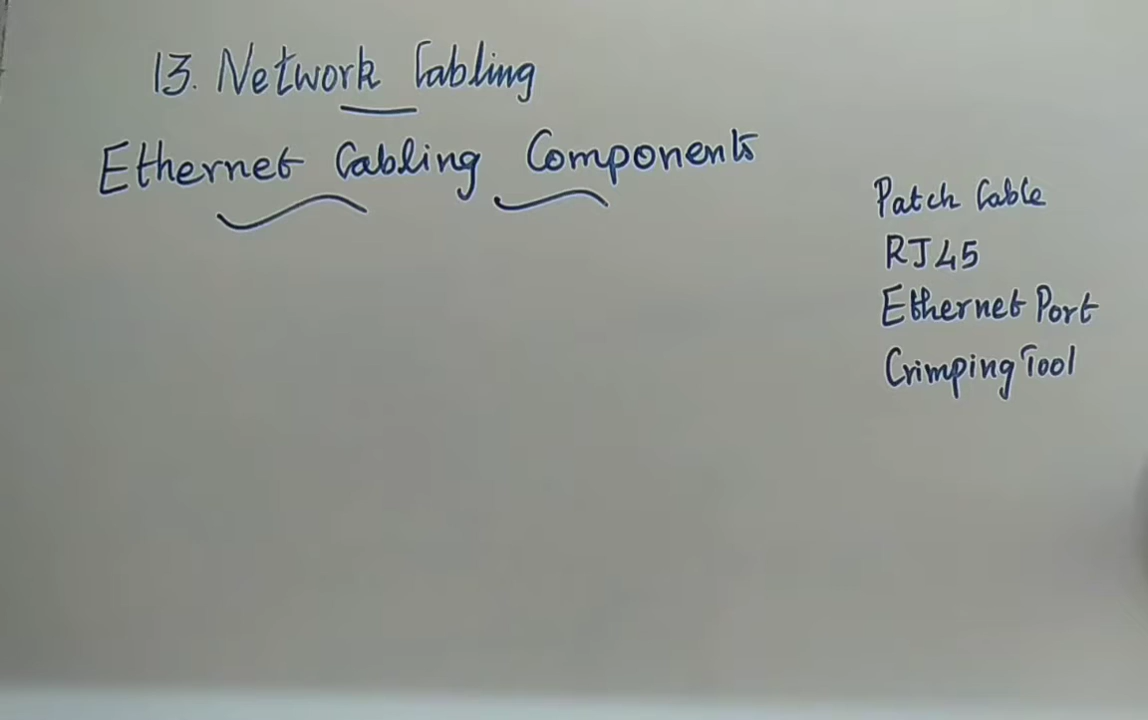 13. Network Cabling
Ethernet Cabling Components
Patch Cable
RJ45
Ethernet Port
Crimping Tool